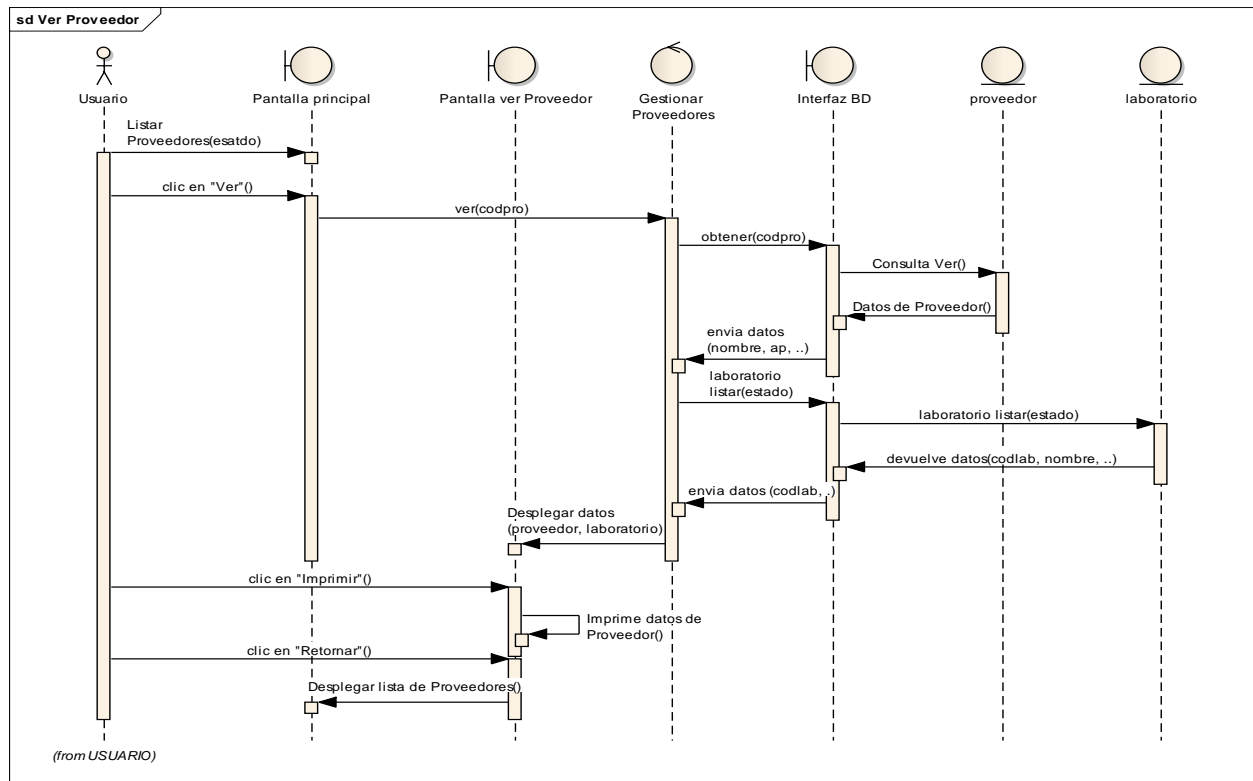 sd Ver Proveedor
Usuario
Pantalla principal
Pantalla ver Proveedor
Gestionar
Proveedores
Interfaz BD
proveedor
laboratorio
Listar
Proveedores(esatdo)
clic en "Ver"()
ver(codpro)
obtener(codpro)
Consulta Ver()
Datos de Proveedor()
envia datos
(nombre, ap, ..)
laboratorio
listar(estado)
laboratorio listar(estado)
devuelve datos(codlab, nombre, ..)
envia datos (codlab, .)
Desplegar datos
(proveedor, laboratorio)
clic en "Imprimir"()
Imprime datos de
Proveedor()
clic en "Retornar"()
Desplegar lista de Proveedores()
(from USUARIO)